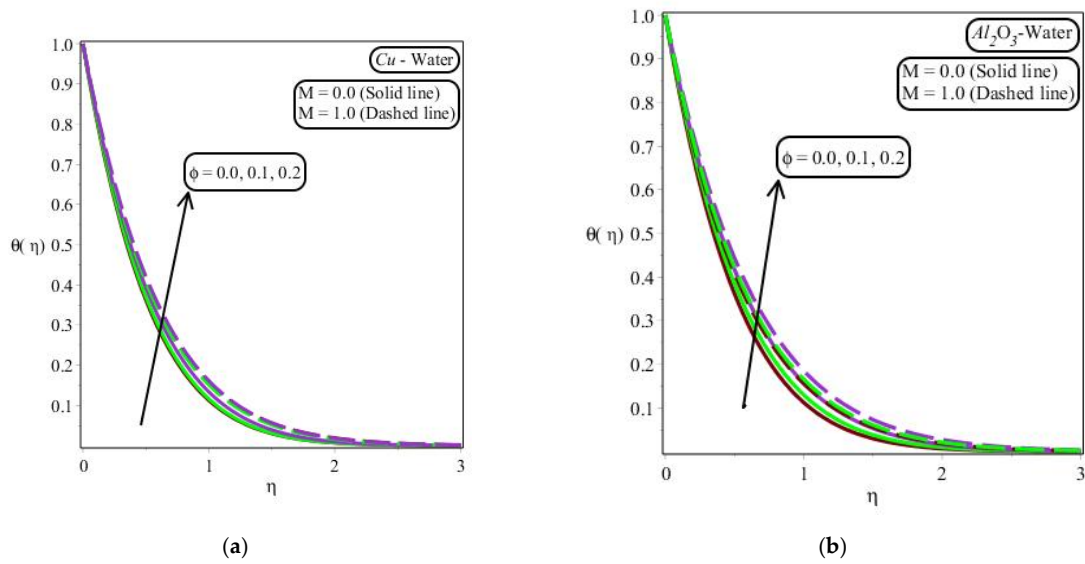 Cu - Water
M = 0.0 (Solid line)
M = 1.0 (Dashed line)
ϕ = 0.0, 0.1, 0.2
1.0
0.9
0.8
0.7
0.6
0.5
0.4
0.3
0.2
0.1
θ( η)
0
1
2
3
η
(a)
Al2O3-Water
M = 0.0 (Solid line)
M = 1.0 (Dashed line)
ϕ = 0.0, 0.1, 0.2
1.0
0.9
0.8
0.7
0.6
0.5
0.4
0.3
0.2
0.1
θ( η)
0
1
2
3
η
(b)